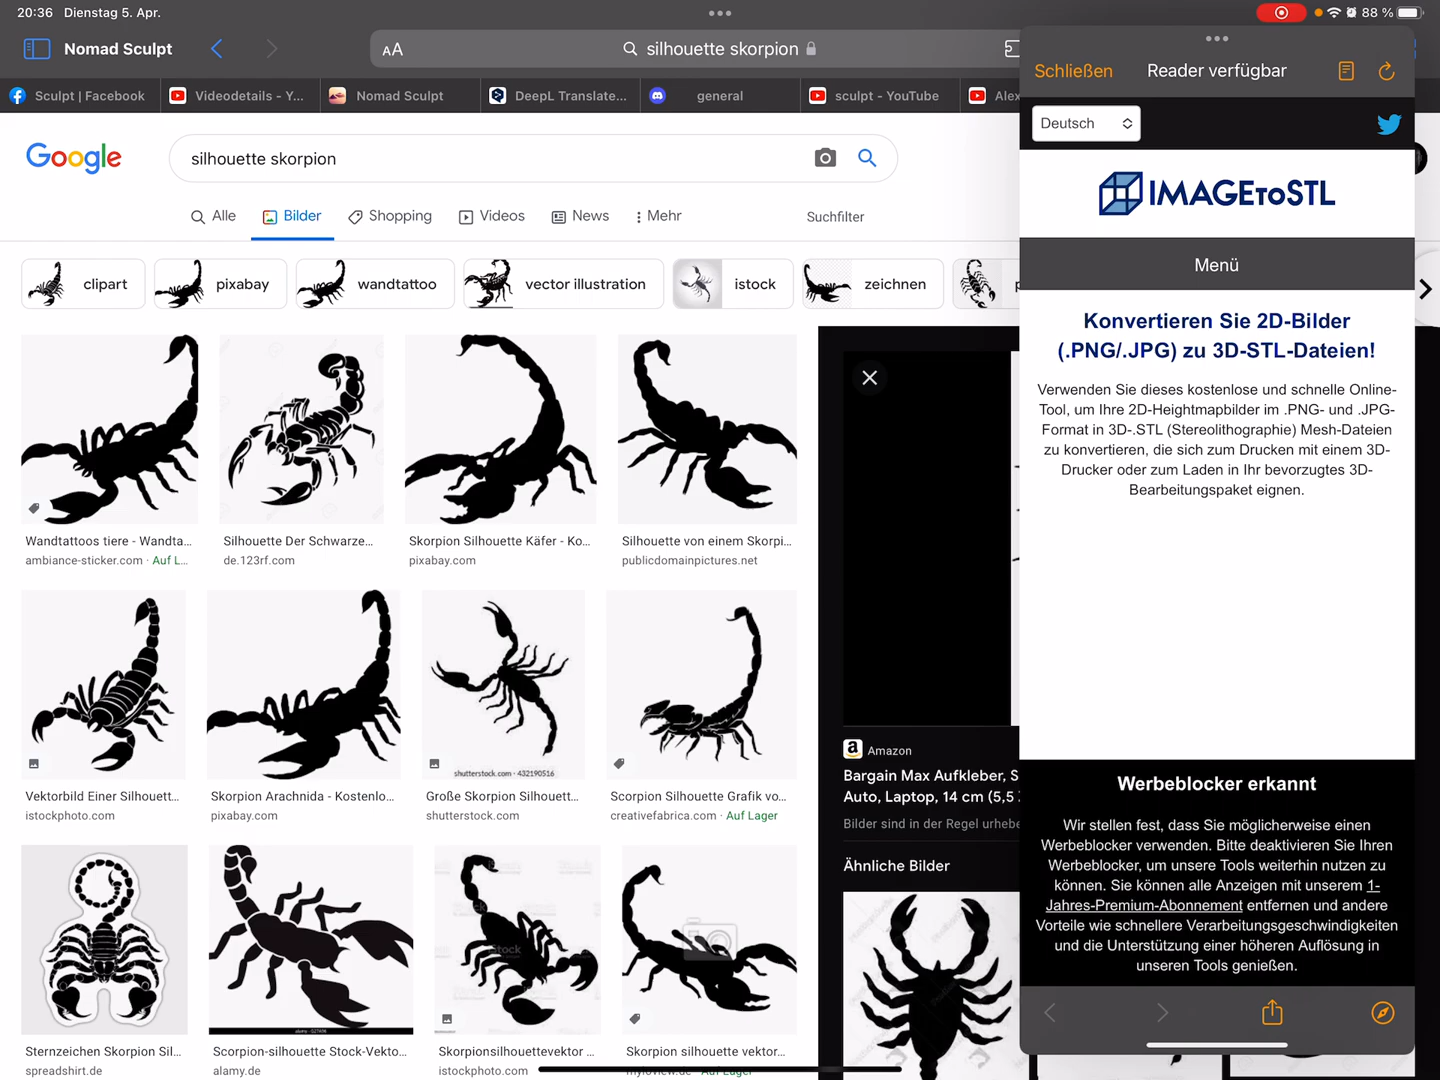 20:36 Dienstag 5. Apr.
88 %
Nomad Sculpt
AA
silhouette skorpion
Sculpt | Facebook
Videodetails - Y...
Nomad Sculpt
DeepL Translate...
general
sculpt - YouTube
Google
silhouette skorpion
Alle
Bilder
Shopping
Videos
News
Mehr
Suchfilter
clipart
pixabay
wandtattoo
vector illustration
istock
zeichnen
Wandtattoos tiere - Wandta...
ambiance-sticker.com · Auf L...
Silhouette Der Schwarze...
de.123rf.com
Skorpion Silhouette Käfer - Ko...
pixabay.com
Silhouette von einem Skorpi...
publicdomainpictures.net
shutterstock.com · 432190516
Vektorbild Einer Silhouett...
istockphoto.com
Skorpion Arachnida - Kostenlo...
pixabay.com
Große Skorpion Silhouett...
shutterstock.com
Scorpion Silhouette Grafik vo...
creativefabrica.com · Auf Lager
Sternzeichen Skorpion Sil...
spreadshirt.de
Scorpion-silhouette Stock-Vekto...
alamy.de
Skorpionsilhouettevektor ...
istockphoto.com
Skorpion silhouette vektor...
Amazon
Bargain Max Aufkleber, S
Auto, Laptop, 14 cm (5,5
Bilder sind in der Regel urhebe
Ähnliche Bilder
Schließen
Reader verfügbar
Deutsch
IMAGEtoSTL
Menü
Konvertieren Sie 2D-Bilder
(.PNG/.JPG) zu 3D-STL-Dateien!
Verwenden Sie dieses kostenlose und schnelle Online-
Tool, um Ihre 2D-Heightmapbilder im .PNG- und .JPG-
Format in 3D-.STL (Stereolithographie) Mesh-Dateien
zu konvertieren, die sich zum Drucken mit einem 3D-
Drucker oder zum Laden in Ihr bevorzugtes 3D-
Bearbeitungspaket eignen.
Werbeblocker erkannt
Wir stellen fest, dass Sie möglicherweise einen
Werbeblocker verwenden. Bitte deaktivieren Sie Ihren
Werbeblocker, um unsere Tools weiterhin nutzen zu
können. Sie können alle Anzeigen mit unserem 1-
Jahres-Premium-Abonnement entfernen und andere
Vorteile wie schnellere Verarbeitungsgeschwindigkeiten
und die Unterstützung einer höheren Auflösung in
unseren Tools genießen.